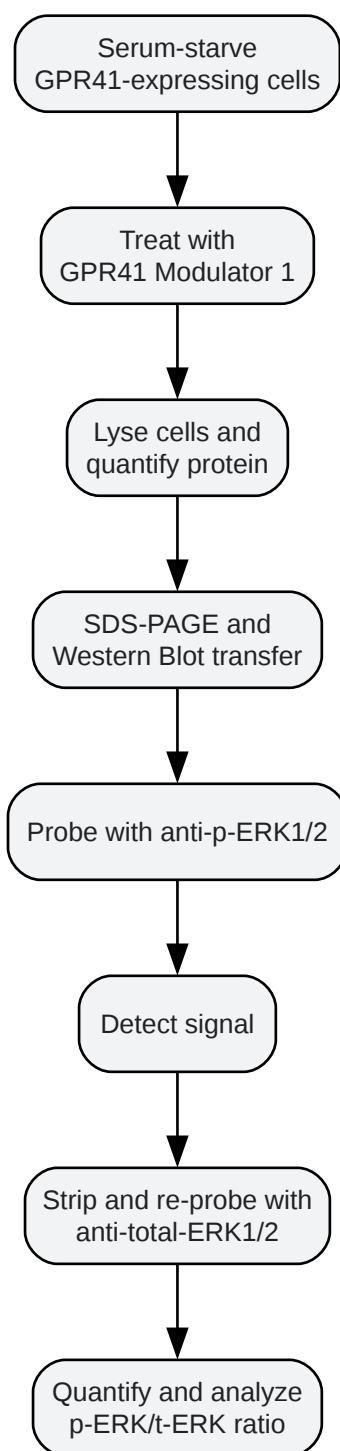 Serum-starve
GPR41-expressing cells
Treat with
GPR41 Modulator 1
Lyse cells and
quantify protein
SDS-PAGE and
Western Blot transfer
Probe with anti-p-ERK1/2
Detect signal
Strip and re-probe with
anti-total-ERK1/2
Quantify and analyze
p-ERK/t-ERK ratio